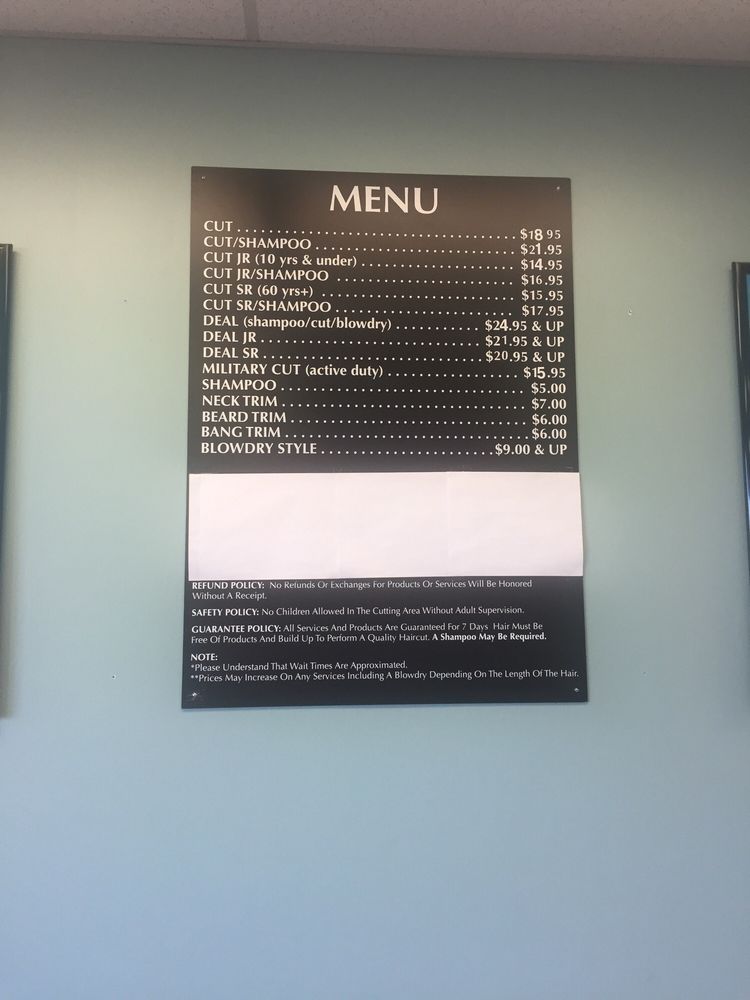 MENU
CUT ........................................ $18.95
CUT/SHAMPOO ............................ $21.95
CUT JR (10 yrs & under) ..................... $14.95
CUT JR/SHAMPOO ......................... $16.95
CUT SR (60 yrs+) ........................... $15.95
CUT SR/SHAMPOO ......................... $17.95
DEAL (shampoo/cut/blowdry) ........... $24.95 & UP
DEAL JR .............................. $21.95 & UP
DEAL SR .............................. $20.95 & UP
MILITARY CUT (active duty) ................. $15.95
SHAMPOO .................................. $5.00
NECK TRIM ................................. $7.00
BEARD TRIM ................................ $6.00
BANG TRIM ................................. $6.00
BLOWDRY STYLE ....................... $9.00 & UP
REFUND POLICY: No Refunds Or Exchanges For Products Or Services Will Be Honored
Without A Receipt.
SAFETY POLICY: No Children Allowed In The Cutting Area Without Adult Supervision.
GUARANTEE POLICY: All Services And Products Are Guaranteed For 7 Days Hair Must Be
Free Of Products And Build Up To Perform A Quality Haircut. A Shampoo May Be Required.
NOTE:
*Please Understand That Wait Times Are Approximated.
**Prices May Increase On Any Services Including A Blowdry Depending On The Length Of The Hair.